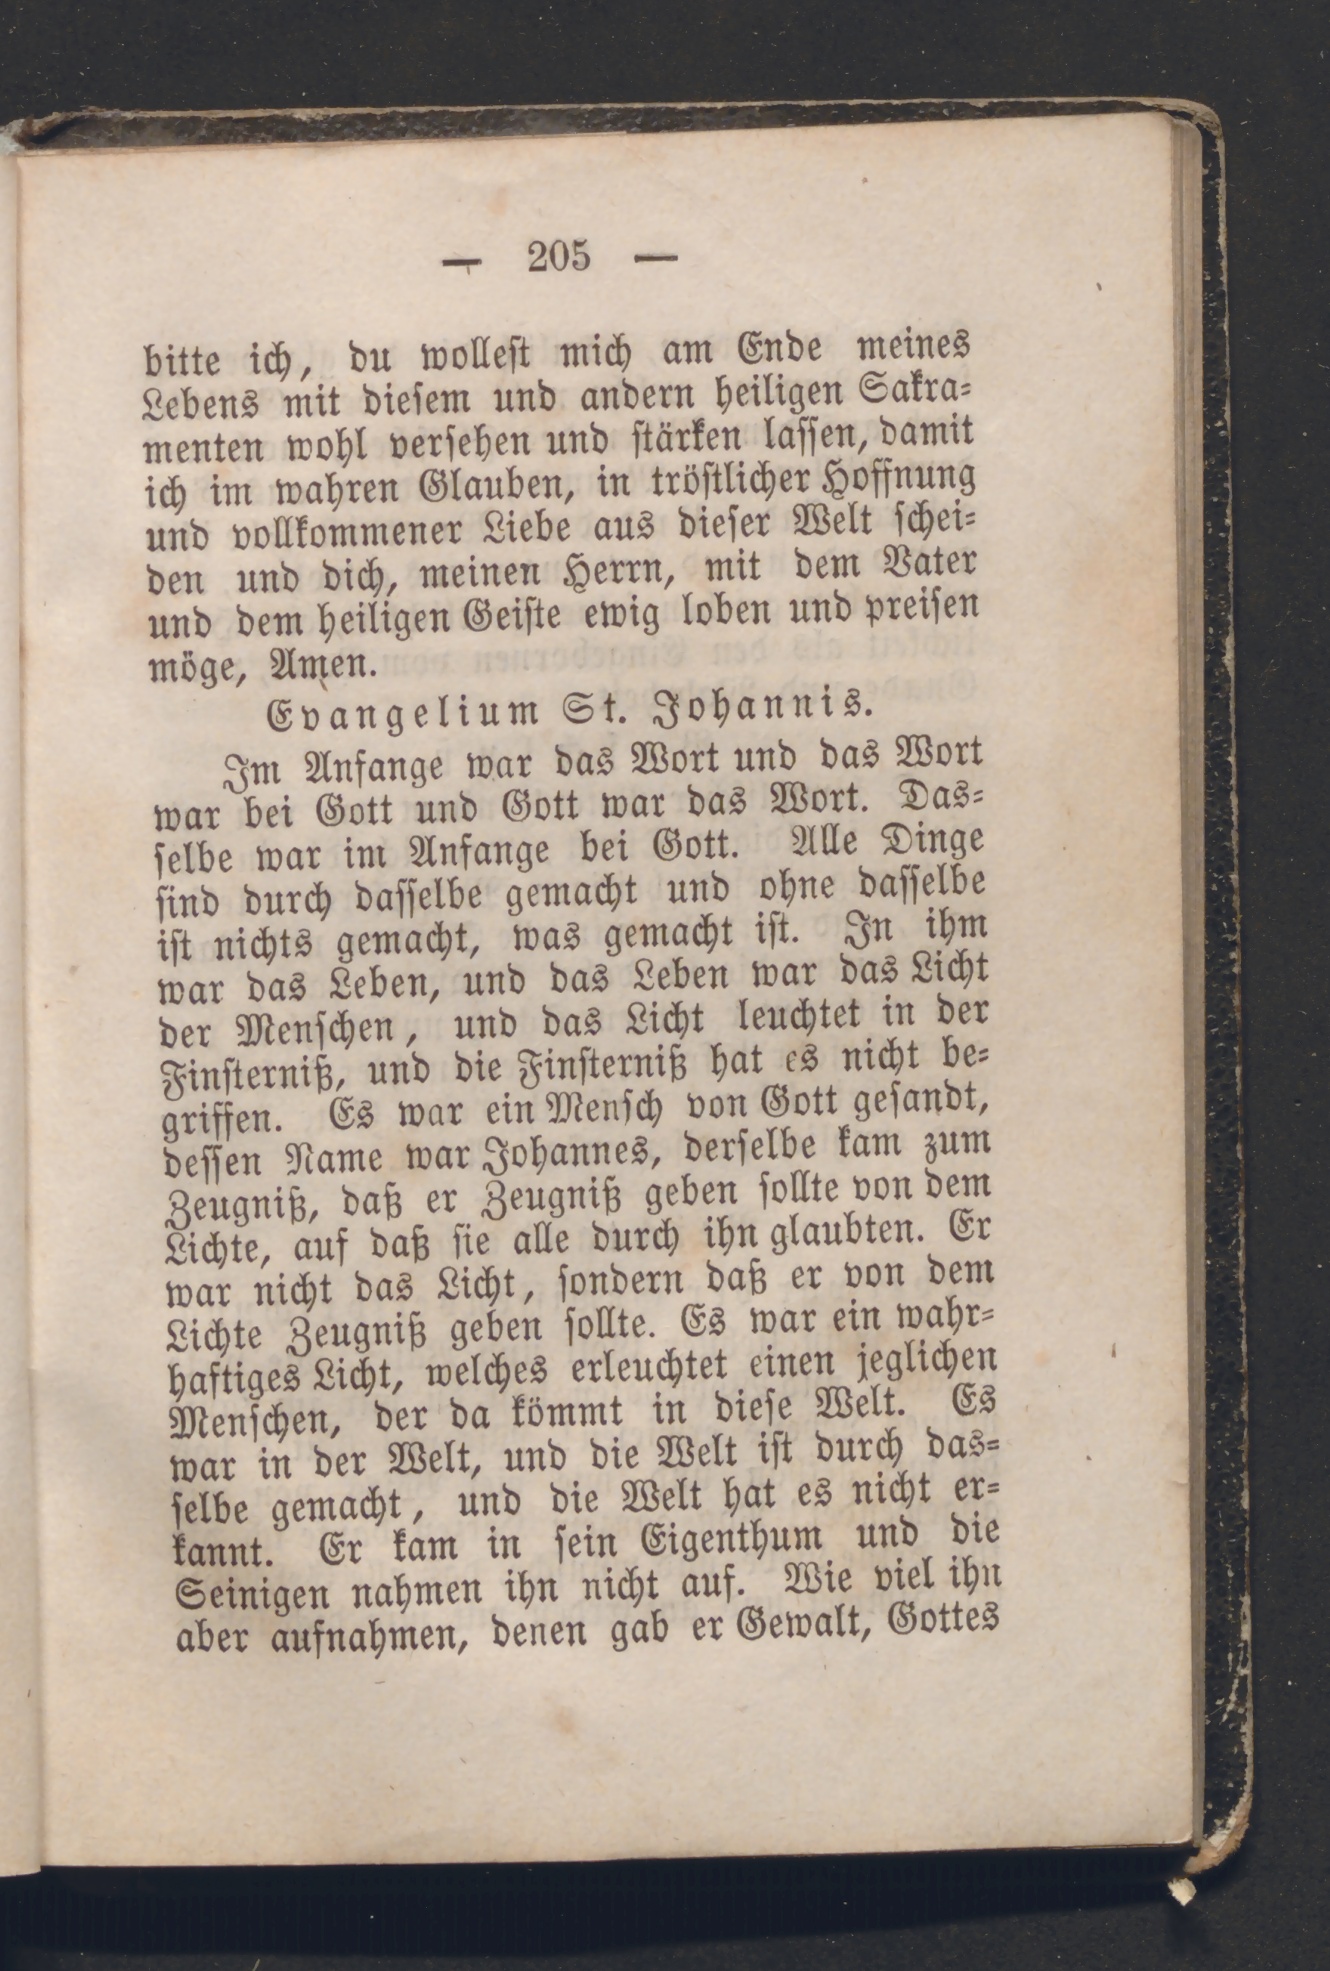 — 205 —
bitte ich, du wollest mich am Ende meines
Lebens mit diesem und andern heiligen Sakra-
menten wohl versehen und stärken lassen, damit
ich im wahren Glauben, in tröstlicher Hoffnung
und vollkommener Liebe aus dieser Welt schei-
den und dich, meinen Herrn, mit dem Vater
und dem heiligen Geiste ewig loben und preisen
möge, Amen.
Evangelium St. Johannis.
Im Anfange war das Wort und das Wort
war bei Gott und Gott war das Wort. Das-
selbe war im Anfange bei Gott. Alle Dinge
sind durch dasselbe gemacht und ohne dasselbe
ist nichts gemacht, was gemacht ist. In ihm
war das Leben, und das Leben war das Licht
der Menschen, und das Licht leuchtet in der
Finsterniß, und die Finsterniß hat es nicht be-
griffen. Es war ein Mensch von Gott gesandt,
dessen Name war Johannes, derselbe kam zum
Zeugniß, daß er Zeugniß geben sollte von dem
Lichte, auf daß sie alle durch ihn glaubten. Er
war nicht das Licht, sondern daß er von dem
Lichte Zeugniß geben sollte. Es war ein wahr-
haftiges Licht, welches erleuchtet einen jeglichen
Menschen, der da kömmt in diese Welt. Es
war in der Welt, und die Welt ist durch das-
selbe gemacht, und die Welt hat es nicht er-
kannt. Er kam in sein Eigenthum und die
Seinigen nahmen ihn nicht auf. Wie viel ihn
aber aufnahmen, denen gab er Gewalt, Gottes